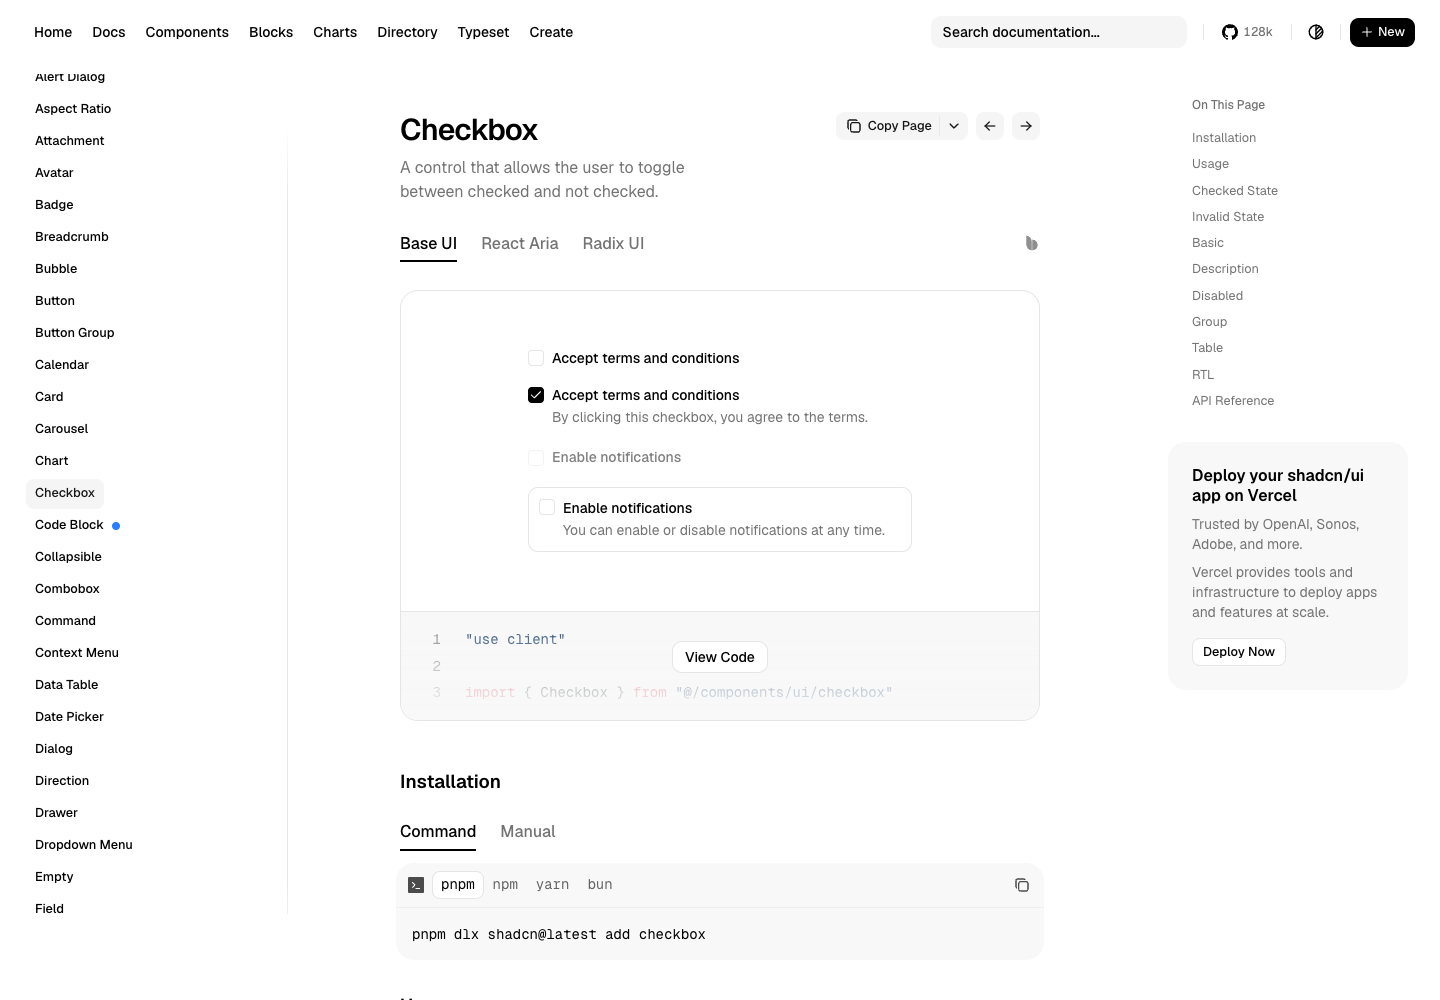 Home Docs Components Blocks Charts Directory Typeset Create
Search documentation...
128k
New
Alert Dialog
Aspect Ratio
Attachment
Avatar
Badge
Breadcrumb
Bubble
Button
Button Group
Calendar
Card
Carousel
Chart
Checkbox
Code Block
Collapsible
Combobox
Command
Context Menu
Data Table
Date Picker
Dialog
Direction
Drawer
Dropdown Menu
Empty
Field
Checkbox
Copy Page
A control that allows the user to toggle
between checked and not checked.
Base UI React Aria Radix UI
Accept terms and conditions
Accept terms and conditions
By clicking this checkbox, you agree to the terms.
Enable notifications
Enable notifications
You can enable or disable notifications at any time.
1 "use client"
2
View Code
3 import { Checkbox } from "@/components/ui/checkbox"
Installation
Command Manual
pnpm npm yarn bun
pnpm dlx shadcn@latest add checkbox
On This Page
Installation
Usage
Checked State
Invalid State
Basic
Description
Disabled
Group
Table
RTL
API Reference
Deploy your shadcn/ui
app on Vercel
Trusted by OpenAI, Sonos,
Adobe, and more.
Vercel provides tools and
infrastructure to deploy apps
and features at scale.
Deploy Now